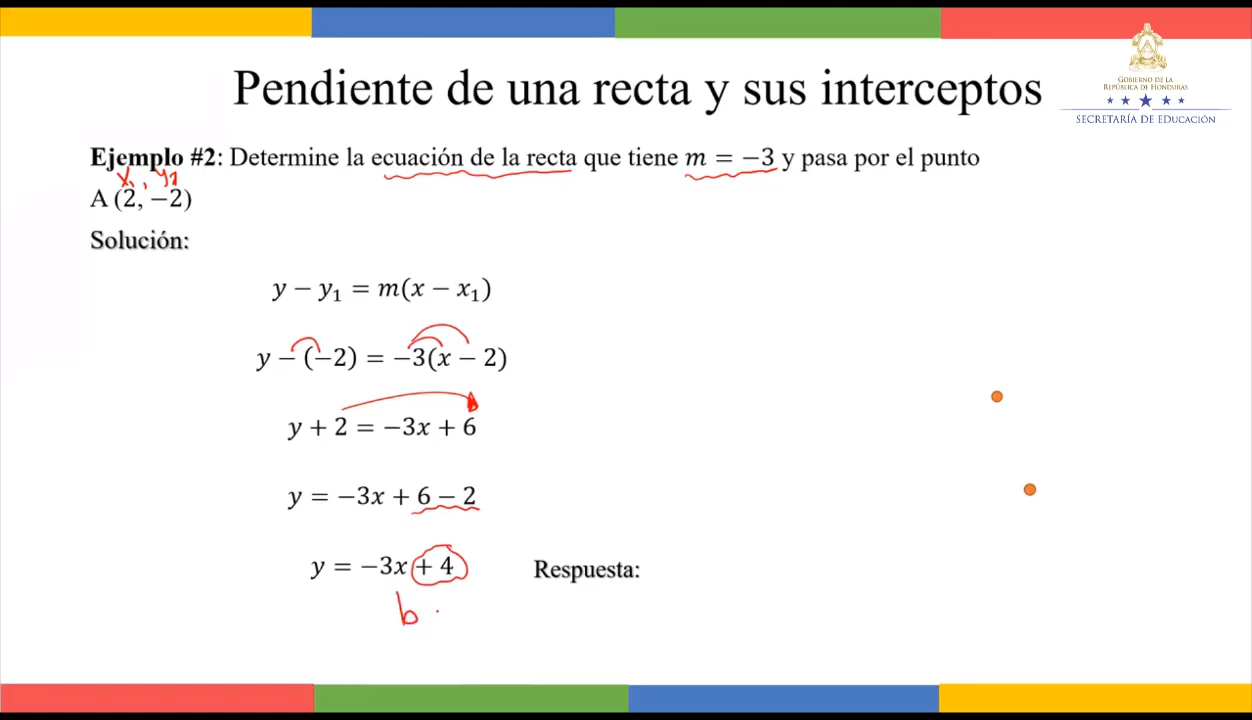 Pendiente de una recta y sus interceptos
GOBIERNO DE LA
REPÚBLICA DE HONDURAS
SECRETARÍA DE EDUCACIÓN
Ejemplo #2: Determine la ecuación de la recta que tiene m = −3 y pasa por el punto
x₁, y₁
A (2, −2)
Solución:
y − y₁ = m(x − x₁)
y − (−2) = −3(x − 2)
y + 2 = −3x + 6
y = −3x + 6 − 2
y = −3x + 4 Respuesta:
b